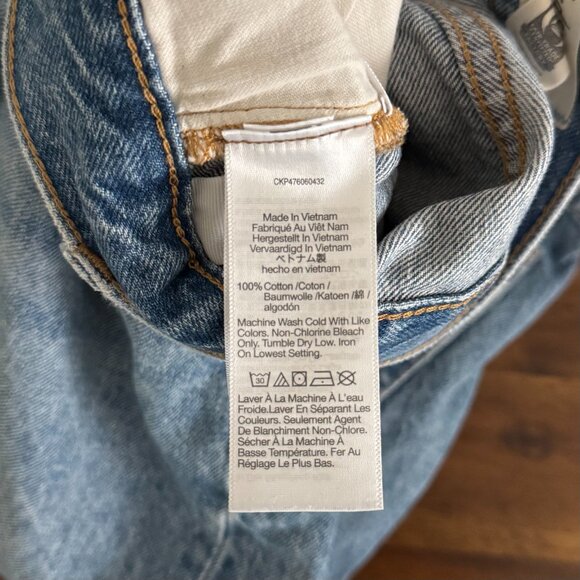 CKP476060432
Made In Vietnam
Fabriqué Au Viêt Nam
Hergestellt In Vietnam
Vervaardigd In Vietnam
ベトナム製
hecho en vietnam
100% Cotton /Coton /
Baumwolle /Katoen /綿 /
algodón
Machine Wash Cold With Like
Colors. Non-Chlorine Bleach
Only. Tumble Dry Low. Iron
On Lowest Setting.
30
Laver À La Machine À L'eau
Froide.Laver En Séparant Les
Couleurs. Seulement Agent
De Blanchiment Non-Chlore.
Sécher À La Machine À
Basse Température. Fer Au
Réglage Le Plus Bas.